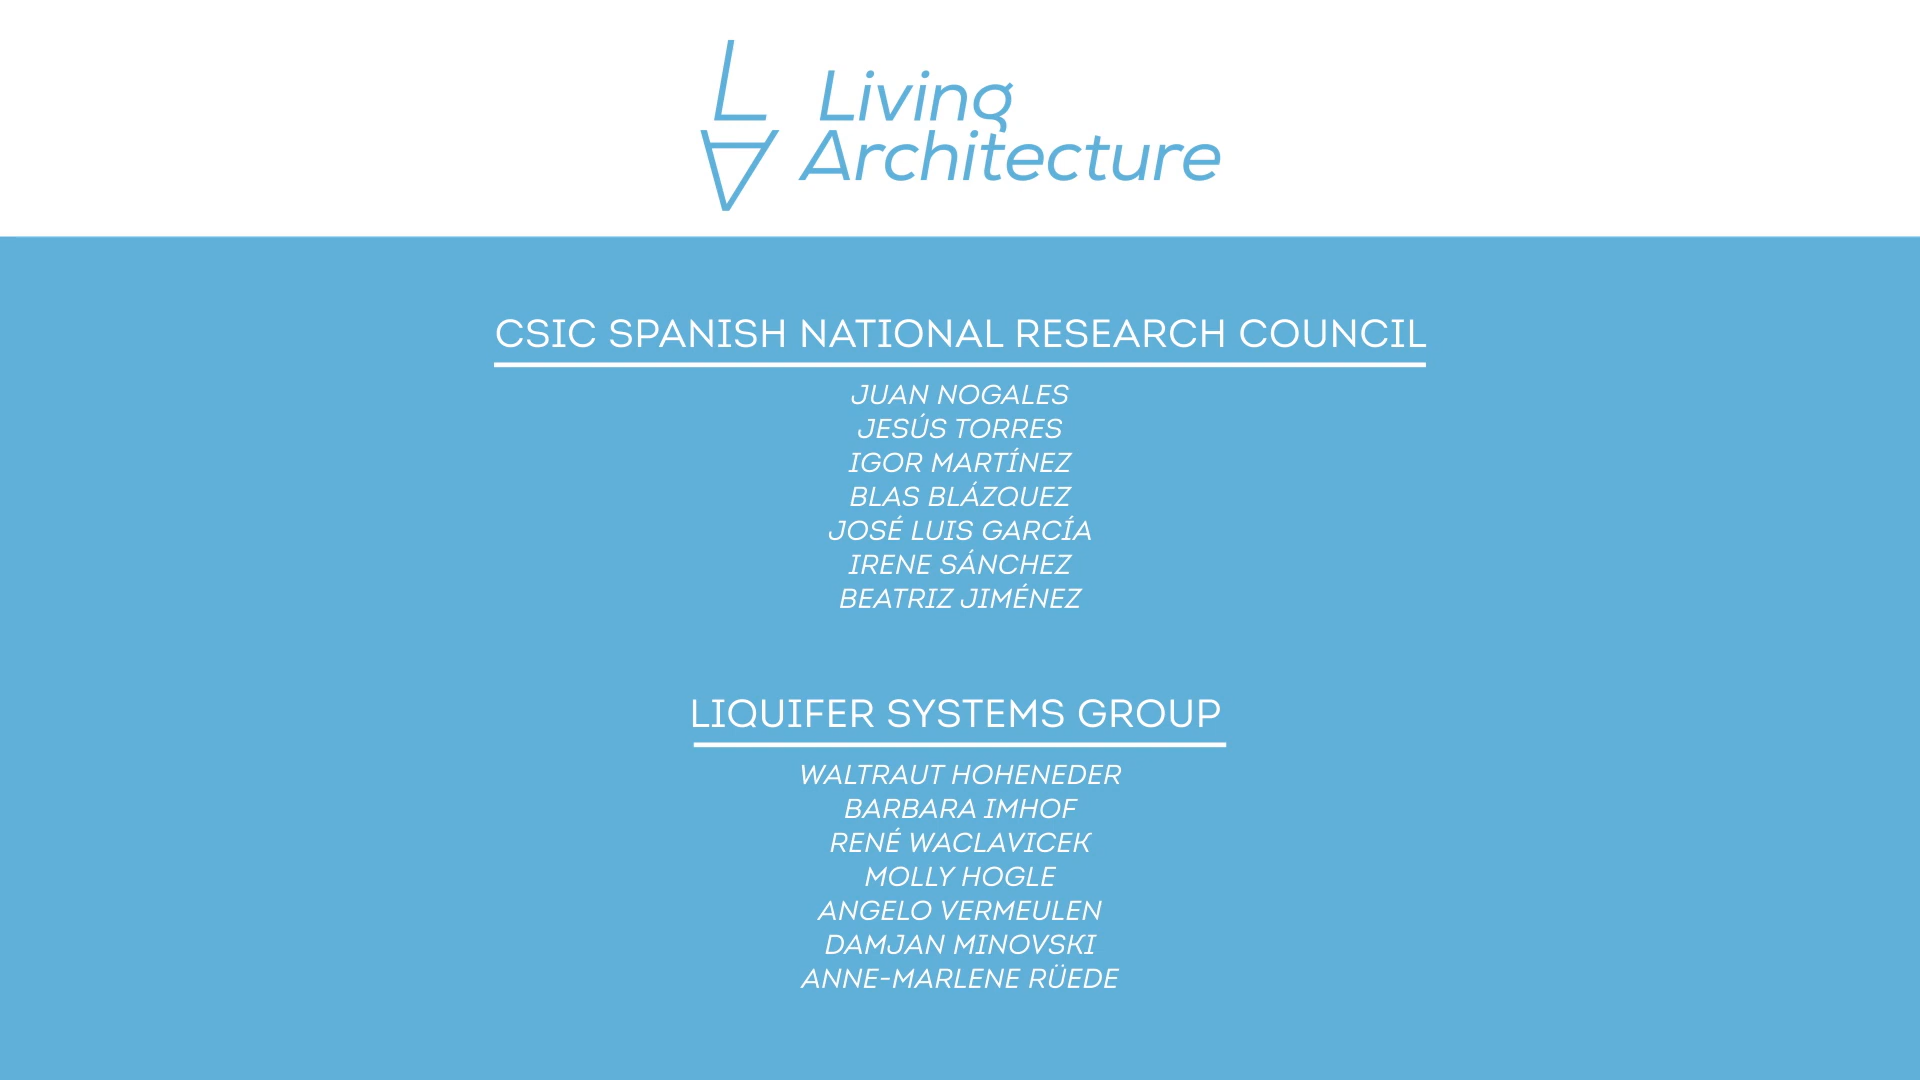 LA
Living
Architecture
CSIC SPANISH NATIONAL RESEARCH COUNCIL
JUAN NOGALES
JESÚS TORRES
IGOR MARTÍNEZ
BLAS BLÁZQUEZ
JOSÉ LUIS GARCÍA
IRENE SÁNCHEZ
BEATRIZ JIMÉNEZ
LIQUIFER SYSTEMS GROUP
WALTRAUT HOHENEDER
BARBARA IMHOF
RENÉ WACLAVICEK
MOLLY HOGLE
ANGELO VERMEULEN
DAMJAN MINOVSKI
ANNE-MARLENE RÜEDE